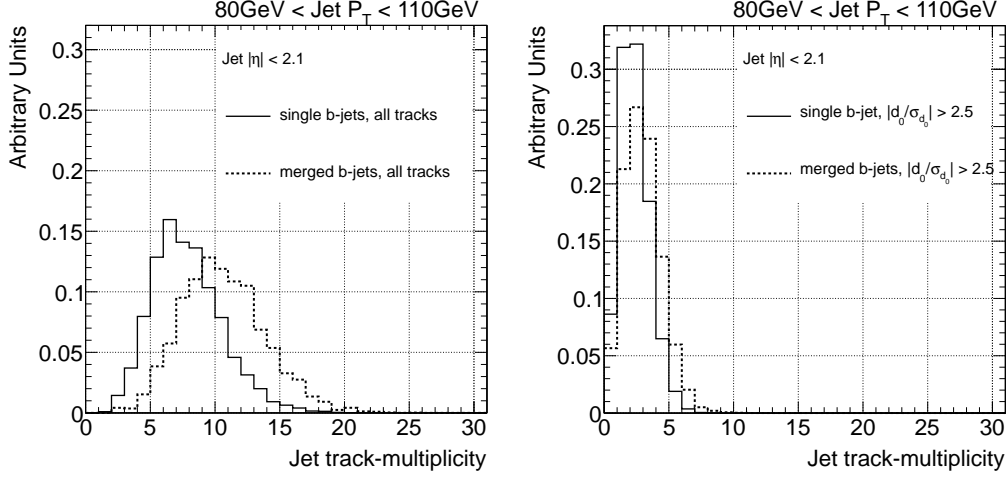 80GeV < Jet P_T < 110GeV
Arbitrary Units
Jet |η| < 2.1
single b-jets, all tracks
merged b-jets, all tracks
0.3
0.25
0.2
0.15
0.1
0.05
0
0 5 10 15 20 25 30
Jet track-multiplicity
80GeV < Jet P_T < 110GeV
Arbitrary Units
Jet |η| < 2.1
single b-jet, |d_0/σ_{d_0}| > 2.5
merged b-jets, |d_0/σ_{d_0}| > 2.5
0.3
0.25
0.2
0.15
0.1
0.05
0
0 5 10 15 20 25 30
Jet track-multiplicity